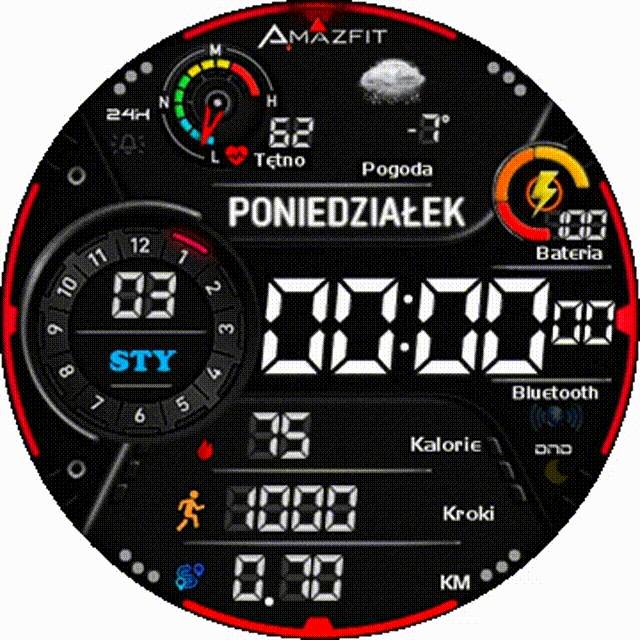 AMAZFIT
M
N
H
L
24H
62
Tętno
-7°
Pogoda
PONIEDZIAŁEK
100
Bateria
12
1
2
3
4
5
6
7
8
9
10
11
03
STY
00:00
00
Bluetooth
DND
75
Kalorie
1000
Kroki
0.70
KM